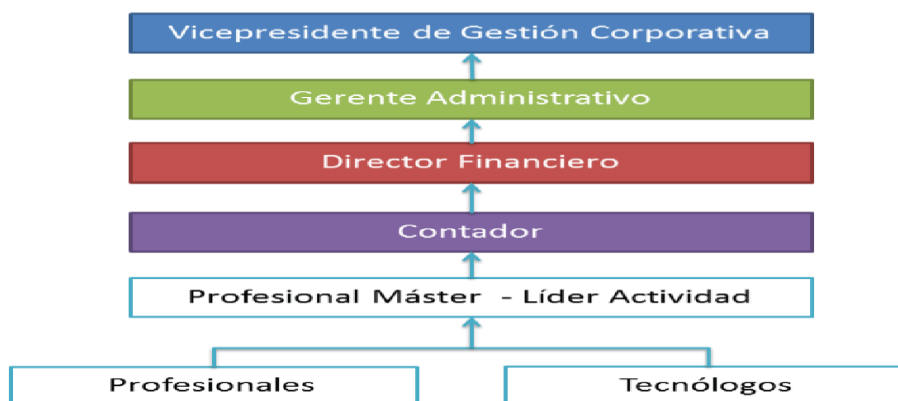 Vicepresidente de Gestión Corporativa
Gerente Administrativo
Director Financiero
Contador
Profesional Máster - Líder Actividad
Profesionales
Tecnólogos